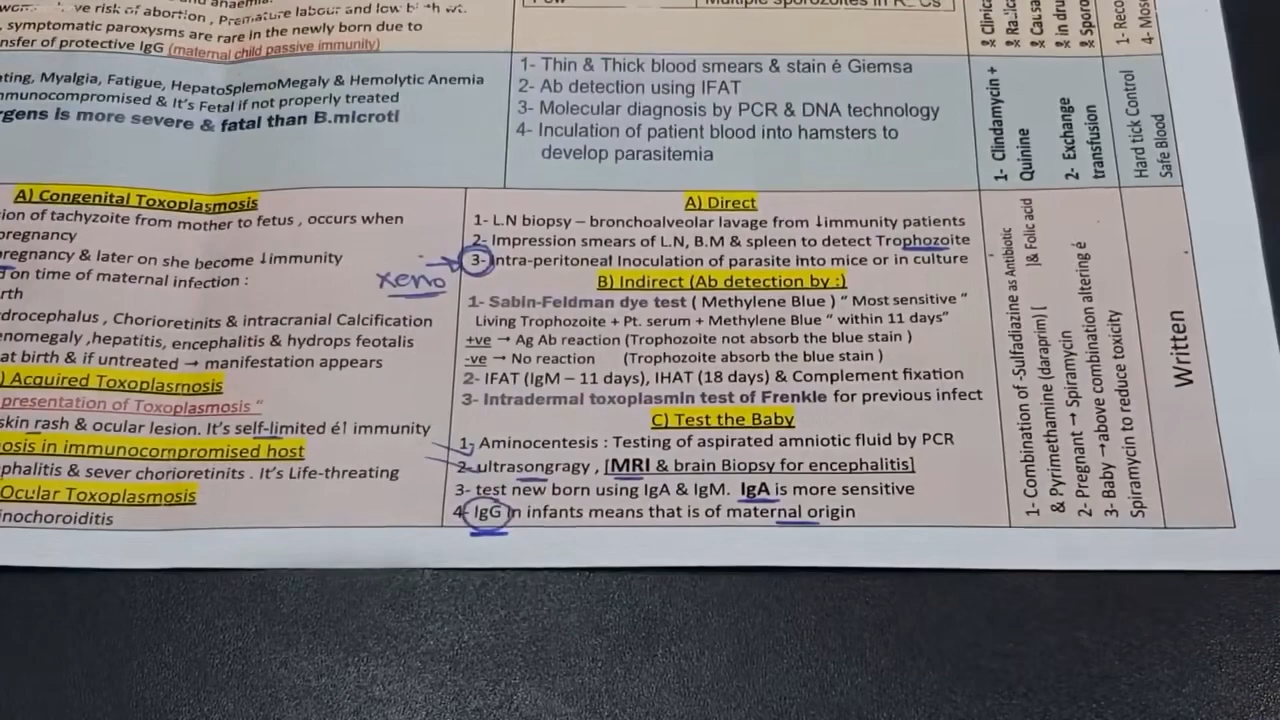 ve risk of abortion, Premature labour and low
, symptomatic paroxysms are rare in the newly born due to
nsfer of protective IgG (maternal child passive immunity)
ting, Myalgia, Fatigue, HepatoSplemoMegaly & Hemolytic Anemia
munocompromised & It's Fetal if not properly treated
rgens is more severe & fatal than B.microti
1- Thin & Thick blood smears & stain é Giemsa
2- Ab detection using IFAT
3- Molecular diagnosis by PCR & DNA technology
4- Inculation of patient blood into hamsters to
develop parasitemia
1- Clindamycin +
Quinine
2- Exchange
transfusion
Hard tick Control
Safe Blood
A) Congenital Toxoplasmosis
ion of tachyzoite from mother to fetus , occurs when
pregnancy
regnancy & later on she become ↓immunity
d on time of maternal infection :
rth
drocephalus , Chorioretinits & intracranial Calcification
enomegaly ,hepatitis, encephalitis & hydrops feotalis
at birth & if untreated → manifestation appears
) Acquired Toxoplasmosis
presentation of Toxoplasmosis "
skin rash & ocular lesion. It's self-limited é↑ immunity
osis in immunocompromised host
phalitis & sever chorioretinits . It's Life-threating
Ocular Toxoplasmosis
inochoroiditis
xeno
A) Direct
1- L.N biopsy – bronchoalveolar lavage from ↓immunity patients
2- Impression smears of L.N, B.M & spleen to detect Trophozoite
3- Intra-peritoneal Inoculation of parasite into mice or in culture
B) Indirect (Ab detection by :)
1- Sabin-Feldman dye test ( Methylene Blue ) " Most sensitive "
Living Trophozoite + Pt. serum + Methylene Blue " within 11 days"
+ve → Ag Ab reaction (Trophozoite not absorb the blue stain )
-ve → No reaction (Trophozoite absorb the blue stain )
2- IFAT (IgM – 11 days), IHAT (18 days) & Complement fixation
3- Intradermal toxoplasmin test of Frenkle for previous infect
C) Test the Baby
1- Aminocentesis : Testing of aspirated amniotic fluid by PCR
2- ultrasongragy , [MRI & brain Biopsy for encephalitis]
3- test new born using IgA & IgM. IgA is more sensitive
4- IgG in infants means that is of maternal origin
1- Combination of -Sulfadiazine as Antibiotic
& Pyrimethamine (daraprim) [ ]& Folic acid
2- Pregnant → Spiramycin
3- Baby →above combination altering é
Spiramycin to reduce toxicity
Written